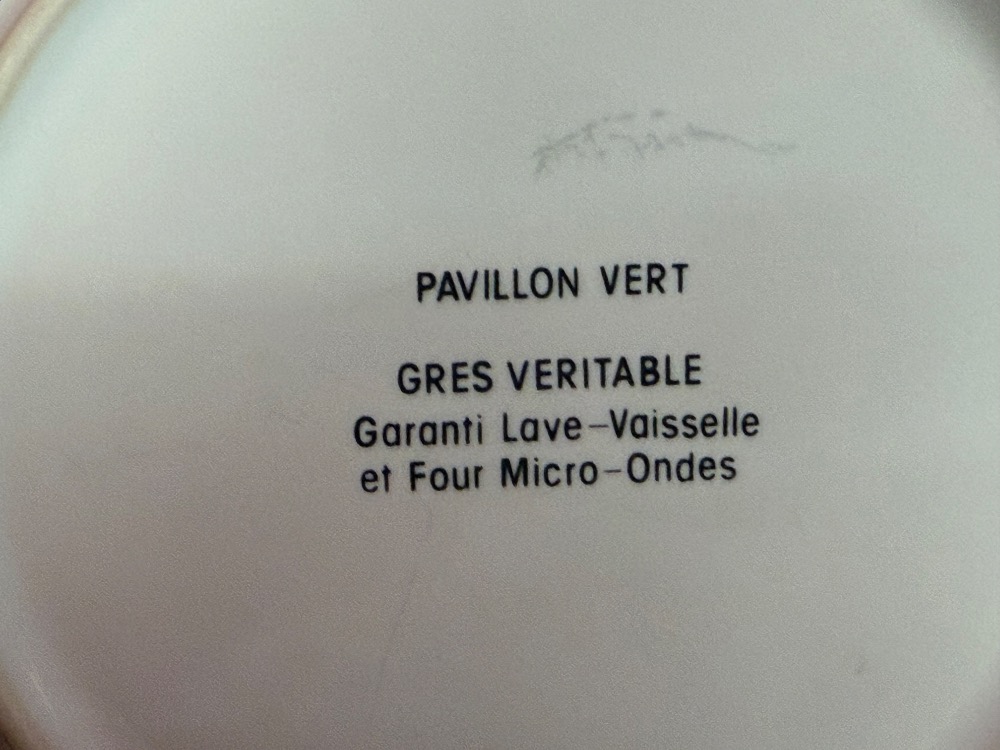 PAVILLON VERT
GRES VERITABLE
Garanti Lave-Vaisselle
et Four Micro-Ondes